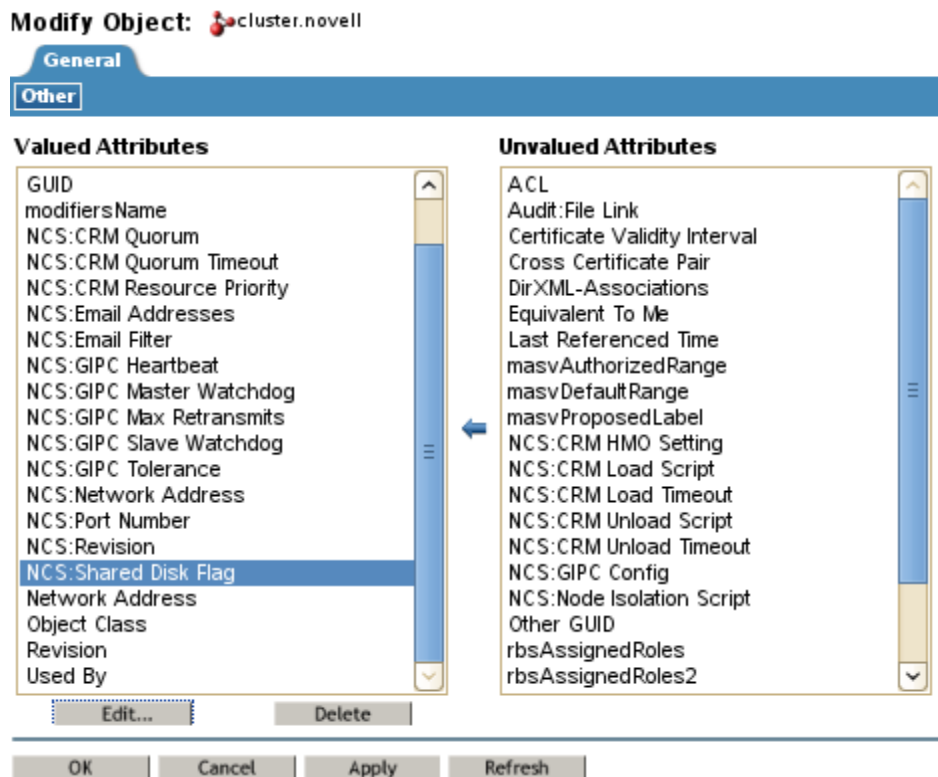 Modify Object: cluster.novell
General
Other
Valued Attributes
GUID
modifiersName
NCS:CRM Quorum
NCS:CRM Quorum Timeout
NCS:CRM Resource Priority
NCS:Email Addresses
NCS:Email Filter
NCS:GIPC Heartbeat
NCS:GIPC Master Watchdog
NCS:GIPC Max Retransmits
NCS:GIPC Slave Watchdog
NCS:GIPC Tolerance
NCS:Network Address
NCS:Port Number
NCS:Revision
NCS:Shared Disk Flag
Network Address
Object Class
Revision
Used By
Edit...
Delete
Unvalued Attributes
ACL
Audit:File Link
Certificate Validity Interval
Cross Certificate Pair
DirXML-Associations
Equivalent To Me
Last Referenced Time
masvAuthorizedRange
masvDefaultRange
masvProposedLabel
NCS:CRM HMO Setting
NCS:CRM Load Script
NCS:CRM Load Timeout
NCS:CRM Unload Script
NCS:CRM Unload Timeout
NCS:GIPC Config
NCS:Node Isolation Script
Other GUID
rbsAssignedRoles
rbsAssignedRoles2
OK
Cancel
Apply
Refresh